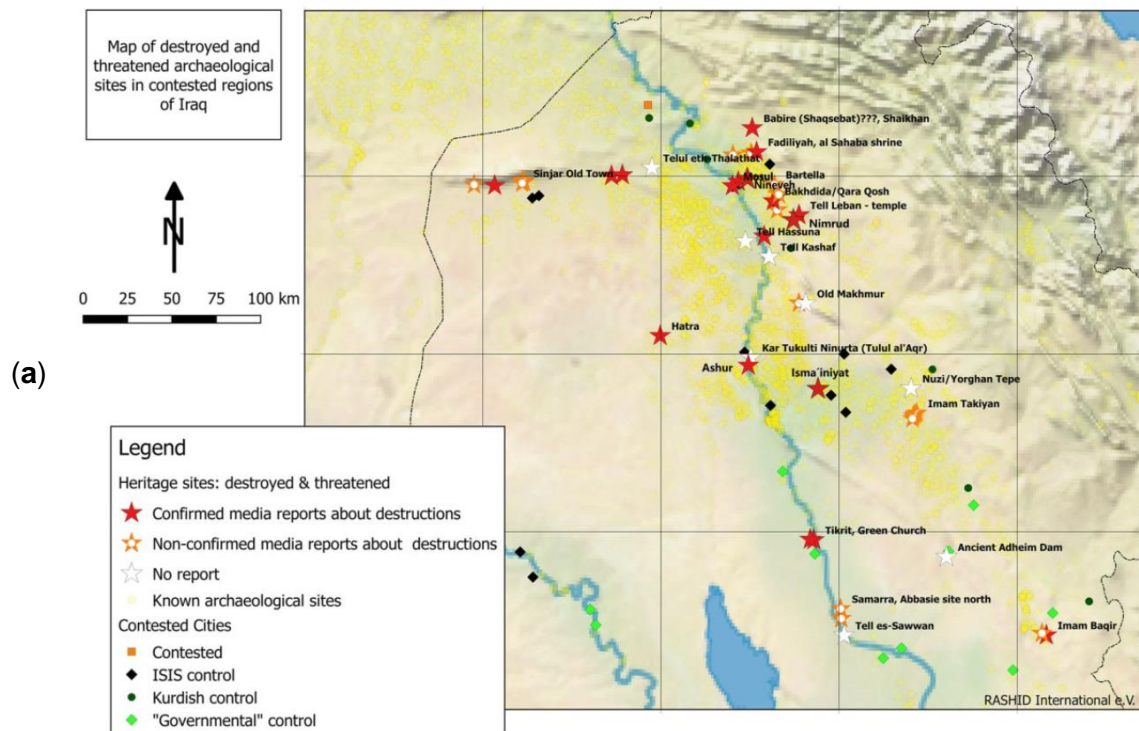 Map of destroyed and
threatened archaeological
sites in contested regions
of Iraq
N
0 25 50 75 100 km
(a)
Babire (Shaqsebat)???, Shaikhan
Fadiliyah, al Sahaba shrine
Telul eth Thalathat
Sinjar Old Town
Mosul
Bartella
Nineveh
Bakhdida/Qara Qosh
Tell Leban - temple
Nimrud
Tell Hassuna
Tell Kashaf
Old Makhmur
Hatra
Kar Tukulti Ninurta (Tulul al'Aqr)
Ashur
Isma´iniyat
Nuzi/Yorghan Tepe
Imam Takiyan
Tikrit, Green Church
Ancient Adheim Dam
Samarra, Abbasie site north
Tell es-Sawwan
Imam Baqir
RASHID International e.V.
Legend
Heritage sites: destroyed & threatened
Confirmed media reports about destructions
Non-confirmed media reports about destructions
No report
Known archaeological sites
Contested Cities
Contested
ISIS control
Kurdish control
"Governmental" control